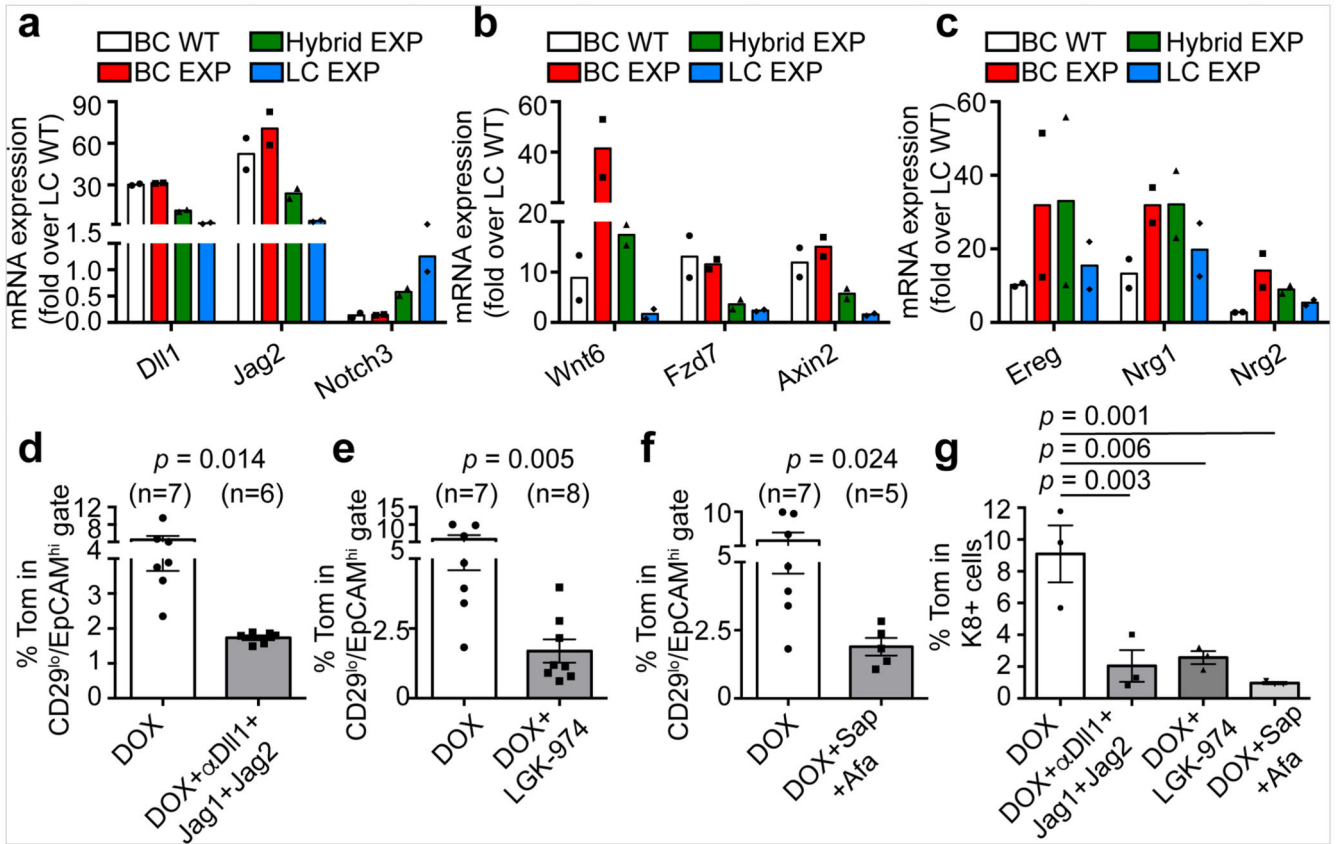 a
BC WT
Hybrid EXP
BC EXP
LC EXP
mRNA expression
(fold over LC WT)
90
60
30
1.5
1.0
0.5
0.0
Dll1
Jag2
Notch3
b
BC WT
Hybrid EXP
BC EXP
LC EXP
mRNA expression
(fold over LC WT)
60
40
20
20
10
0
Wnt6
Fzd7
Axin2
c
BC WT
Hybrid EXP
BC EXP
LC EXP
mRNA expression
(fold over LC WT)
60
40
20
0
Ereg
Nrg1
Nrg2
d
p = 0.014
(n=7) (n=6)
% Tom in
CD29lo/EpCAMhi gate
12
8
4
3
2
1
0
DOX
DOX+αDll1+
Jag1+Jag2
e
p = 0.005
(n=7) (n=8)
% Tom in
CD29lo/EpCAMhi gate
15
10
5
5
2.5
0
DOX
DOX+
LGK-974
f
p = 0.024
(n=7) (n=5)
% Tom in
CD29lo/EpCAMhi gate
10
5
5
2.5
0
DOX
DOX+Sap
+Afa
g
p = 0.001
p = 0.006
p = 0.003
% Tom in
K8+ cells
12
10
8
6
4
2
0
DOX
DOX+αDll1+
Jag1+Jag2
DOX+
LGK-974
DOX+Sap
+Afa